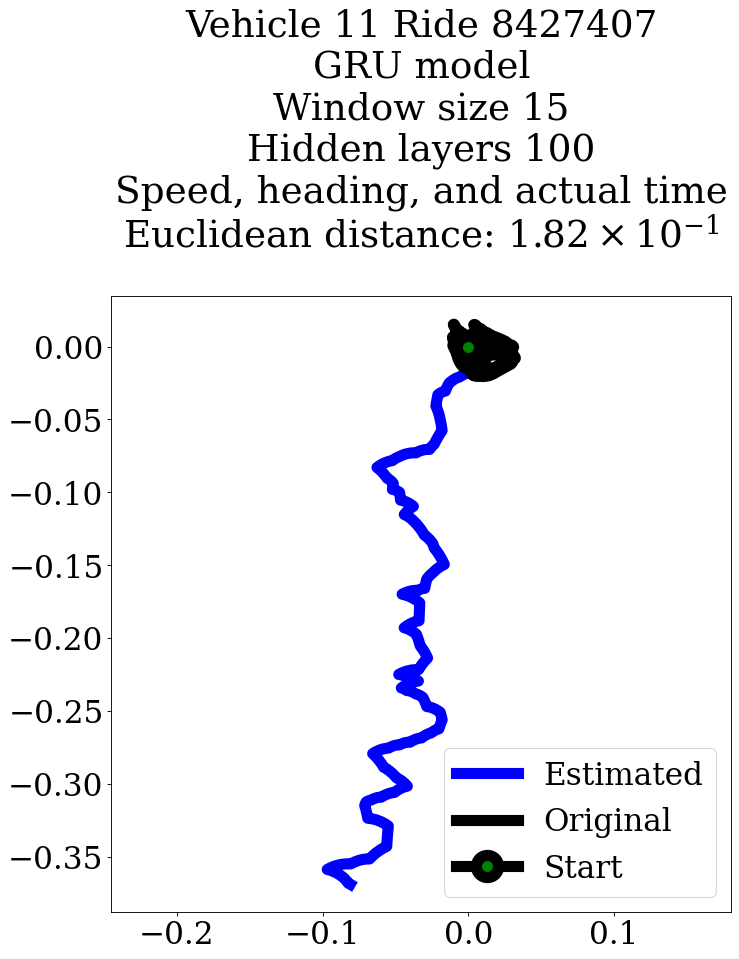 Vehicle 11 Ride 8427407
GRU model
Window size 15
Hidden layers 100
Speed, heading, and actual time
Euclidean distance: 1.82 × 10⁻¹
0.00
−0.05
−0.10
−0.15
−0.20
−0.25
−0.30
−0.35
Estimated
Original
Start
−0.2 −0.1 0.0 0.1